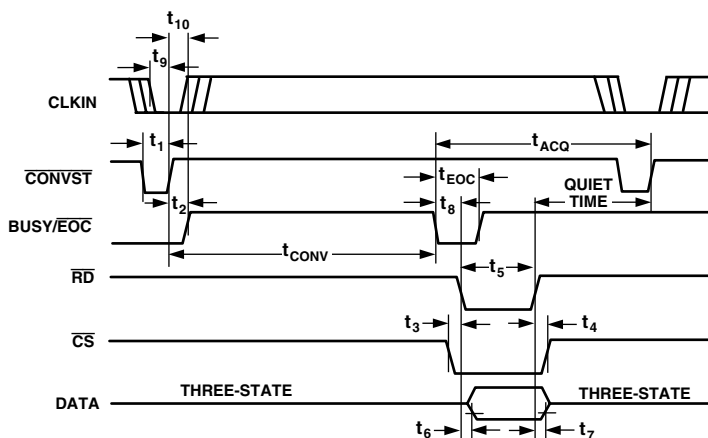 t10
t9
CLKIN
t1
tACQ
CONVST
tEOC
QUIET
TIME
t2
t8
BUSY/EOC
tCONV
t5
RD
t3
t4
CS
THREE-STATE
THREE-STATE
DATA
t6
t7